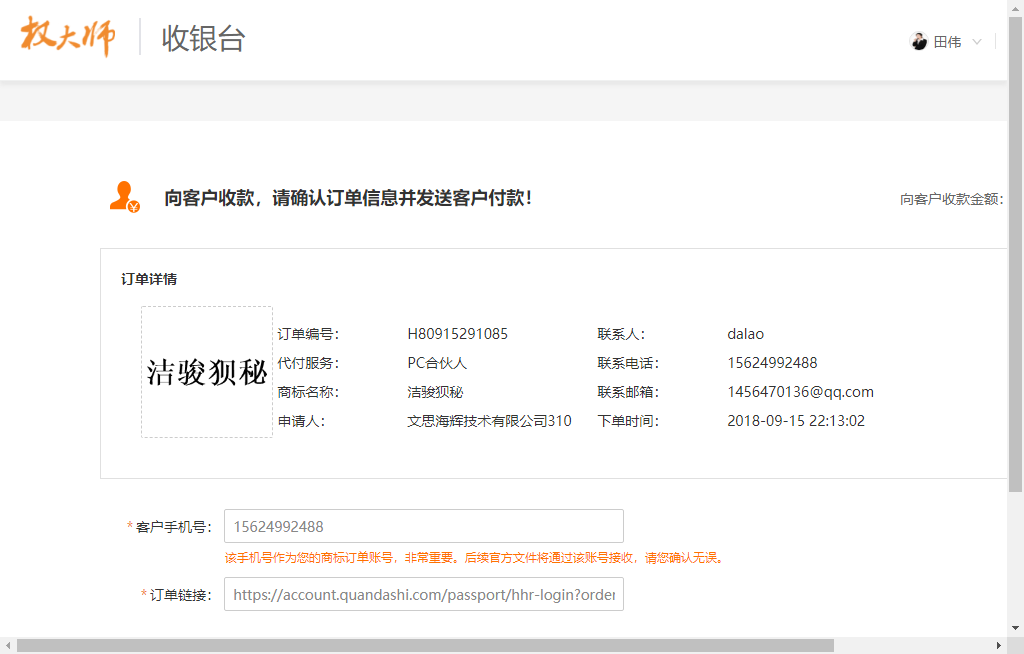 权大师 收银台
田伟
向客户收款，请确认订单信息并发送客户付款！
向客户收款金额：
订单详情
洁骏狈秘
订单编号： H80915291085 联系人： dalao
代付服务： PC合伙人 联系电话： 15624992488
商标名称： 洁骏狈秘 联系邮箱： 1456470136@qq.com
申请人： 文思海辉技术有限公司310 下单时间： 2018-09-15 22:13:02
*客户手机号： 15624992488
该手机号作为您的商标订单账号，非常重要。后续官方文件将通过该账号接收，请您确认无误。
*订单链接： https://account.quandashi.com/passport/hhr-login?order